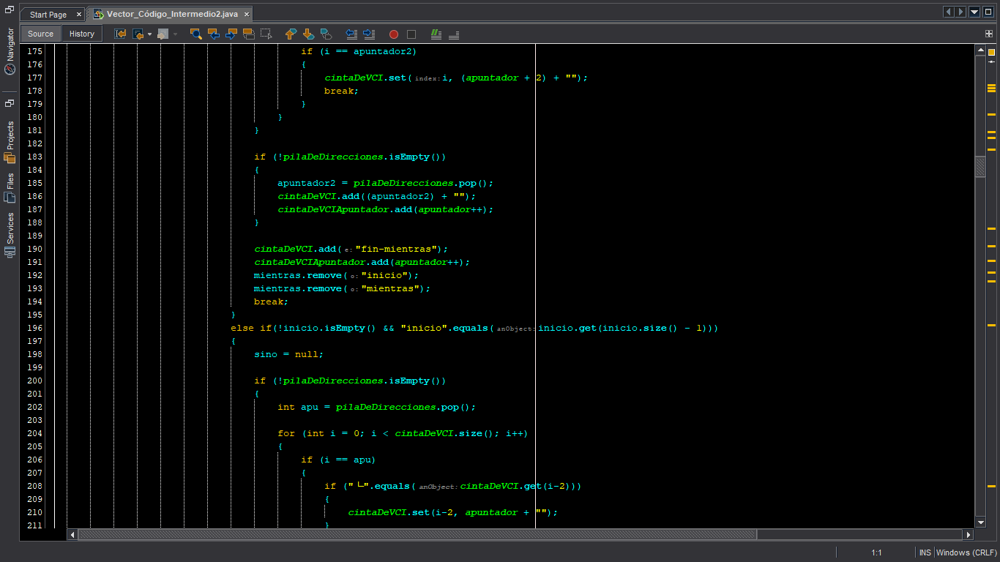 Start Page ×
Vector_Código_Intermedio2.java ×
Source History
Navigator
Projects
Files
Services
175 if (i == apuntador2)
176 {
177 cintaDeVCI.set(index: i, (apuntador + 2) + "");
178 break;
179 }
180 }
181 }
182
183 if (!pilaDeDirecciones.isEmpty())
184 {
185 apuntador2 = pilaDeDirecciones.pop();
186 cintaDeVCI.add((apuntador2) + "");
187 cintaDeVCIApuntador.add(apuntador++);
188 }
189
190 cintaDeVCI.add(e: "fin-mientras");
191 cintaDeVCIApuntador.add(apuntador++);
192 mientras.remove(o: "inicio");
193 mientras.remove(o: "mientras");
194 break;
195 }
196 else if(!inicio.isEmpty() && "inicio".equals(anObject: inicio.get(inicio.size() - 1)))
197 {
198 sino = null;
199
200 if (!pilaDeDirecciones.isEmpty())
201 {
202 int apu = pilaDeDirecciones.pop();
203
204 for (int i = 0; i < cintaDeVCI.size(); i++)
205 {
206 if (i == apu)
207 {
208 if ("└".equals(anObject: cintaDeVCI.get(i-2)))
209 {
210 cintaDeVCI.set(i-2, apuntador + "");
211 }
1:1 INS Windows (CRLF)